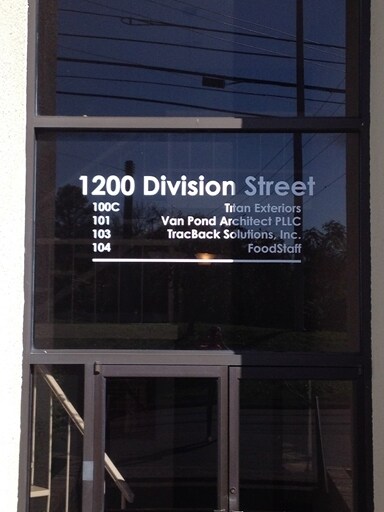 1200 Division Street
100C Titan Exteriors
101 Van Pond Architect PLLC
103 TracBack Solutions, Inc.
104 FoodStaff